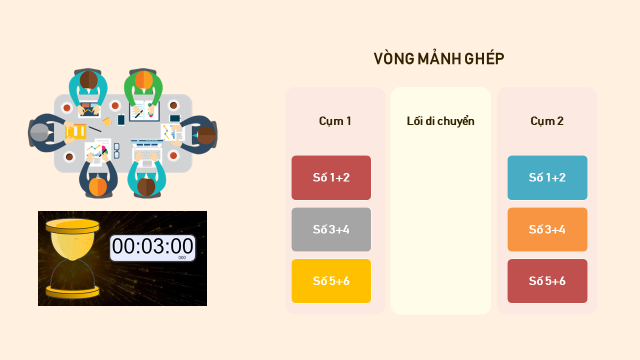 VÒNG MẢNH GHÉP
Cụm 1
Lối di chuyển
Cụm 2
Số 1+2
Số 1+2
Số 3+4
Số 3+4
Số 5+6
Số 5+6
00:03:00
000